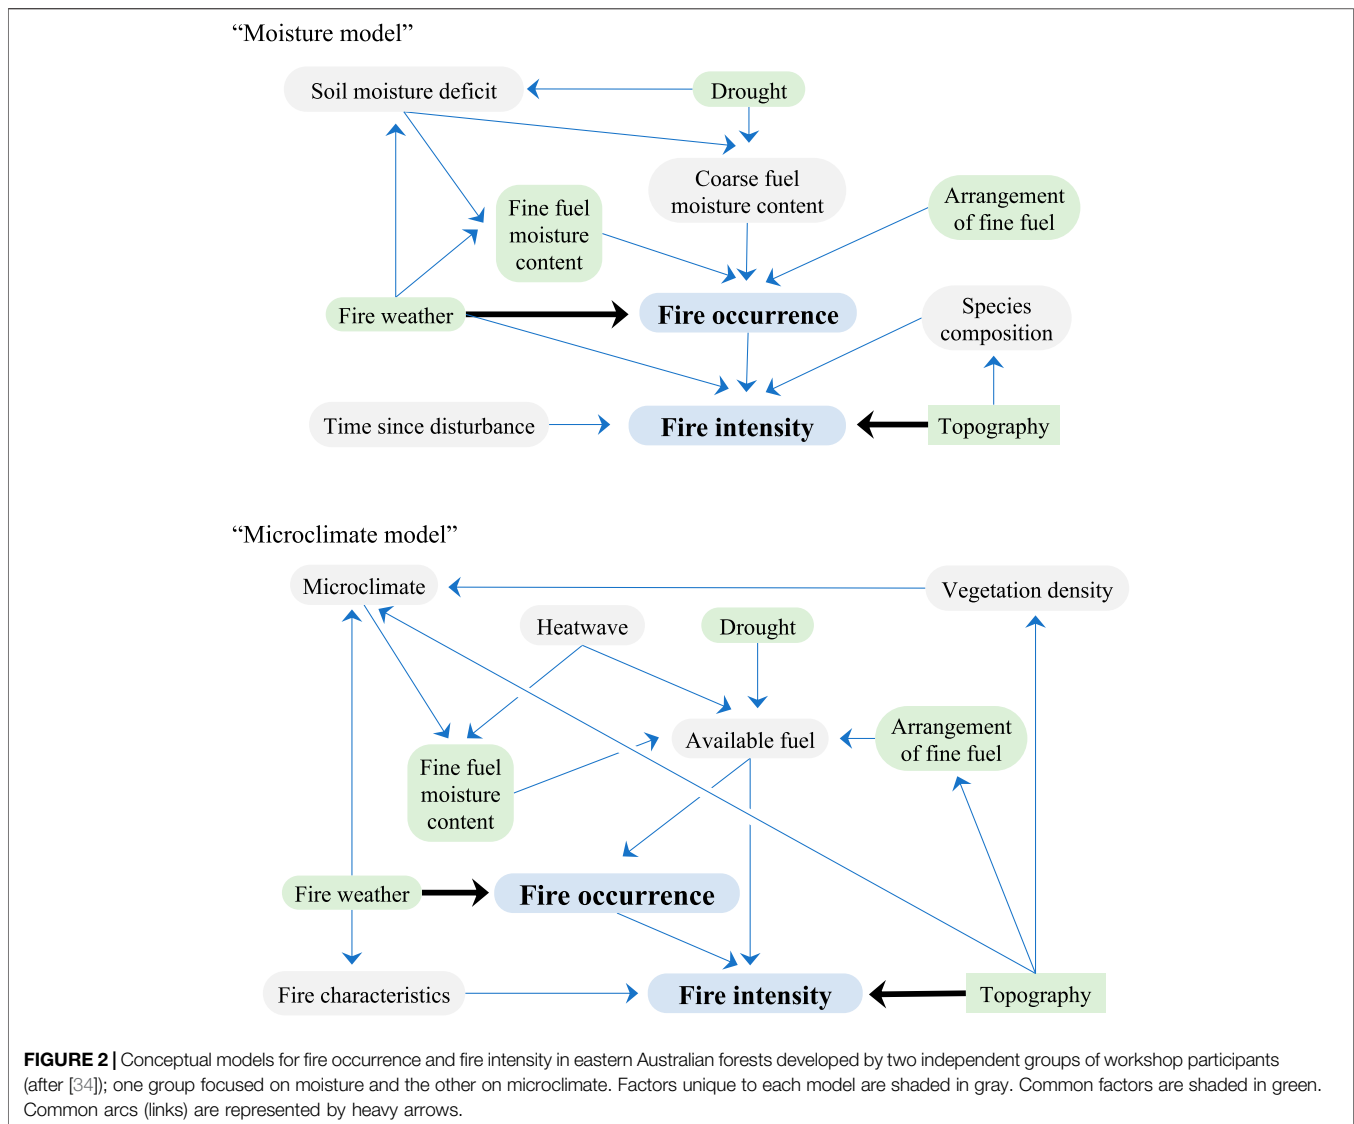 “Moisture model”
Soil moisture deficit
Drought
Coarse fuel
moisture content
Fine fuel
moisture
content
Arrangement
of fine fuel
Fire weather
Fire occurrence
Species
composition
Time since disturbance
Fire intensity
Topography
“Microclimate model”
Microclimate
Vegetation density
Heatwave
Drought
Available fuel
Arrangement
of fine fuel
Fine fuel
moisture
content
Fire weather
Fire occurrence
Fire characteristics
Fire intensity
Topography
FIGURE 2 | Conceptual models for fire occurrence and fire intensity in eastern Australian forests developed by two independent groups of workshop participants
(after [34]); one group focused on moisture and the other on microclimate. Factors unique to each model are shaded in gray. Common factors are shaded in green.
Common arcs (links) are represented by heavy arrows.